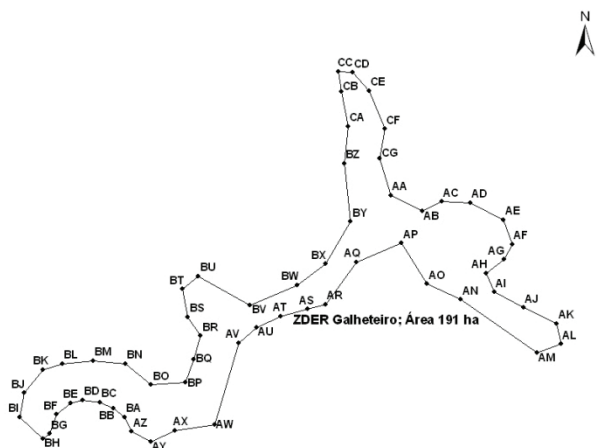 N
CC CD
CB CE
CA CF
BZ CG
AA AC AD
AB AE
BY AP AF
BX AQ AG
AH
BT BU BW AO AI
BV AN AJ
BS AT AS AR
ZDER Galheteiro; Área 191 ha
AK
BR AV AU AL
BK BL BM BN BQ AM
BJ BO BP
BI BF BE BD BC BA
BG BB
BH AZ AX AW
AY